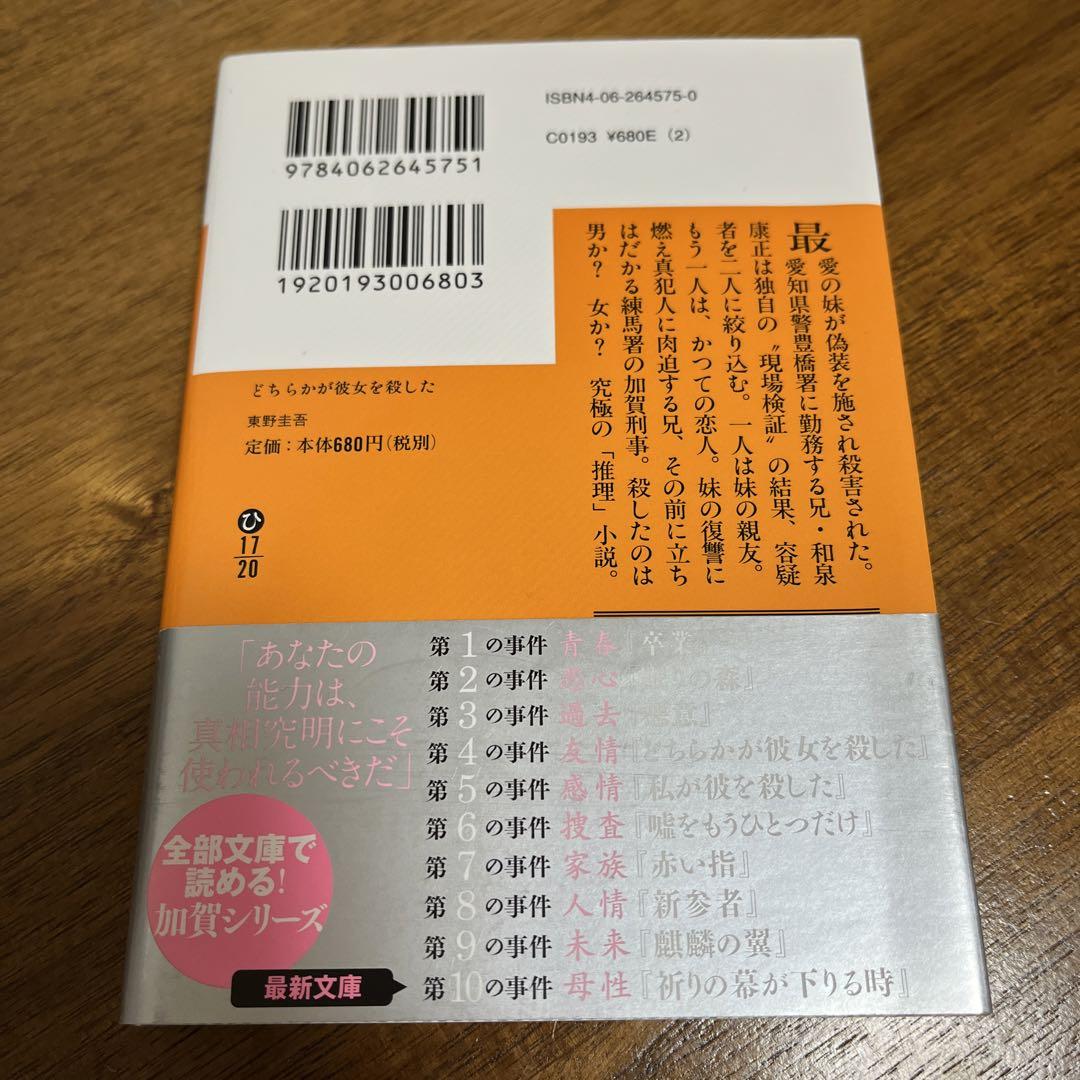 ISBN4-06-264575-0
C0193 ¥680E (2)
9784062645751
1920193006803
最愛の妹が偽装を施され殺害された。
愛知県警豊橋署に勤務する兄・和泉
康正は独自の〝現場検証〟の結果、容疑
者を二人に絞り込む。一人は妹の親友。
もう一人は、かつての恋人。妹の復讐に
燃え真犯人に肉迫する兄、その前に立ち
はだかる練馬署の加賀刑事。殺したのは
男か? 女か? 究極の「推理」小説。
どちらかが彼女を殺した
東野圭吾
定価:本体680円(税別)
ひ
17
20
「あなたの
能力は、
真相究明にこそ
使われるべきだ」
全部文庫で
読める!
加賀シリーズ
第1の事件 青春『卒業
第2の事件 悪心 森』
第3の事件 過去『悪意』
第4の事件 友情『どちらかが彼女を殺した』
第5の事件 感情『私が彼を殺した』
第6の事件 捜査『嘘をもうひとつだけ』
第7の事件 家族『赤い指』
第8の事件 人情『新参者』
第9の事件 未来『麒麟の翼』
最新文庫
第10の事件 母性『祈りの幕が下りる時』